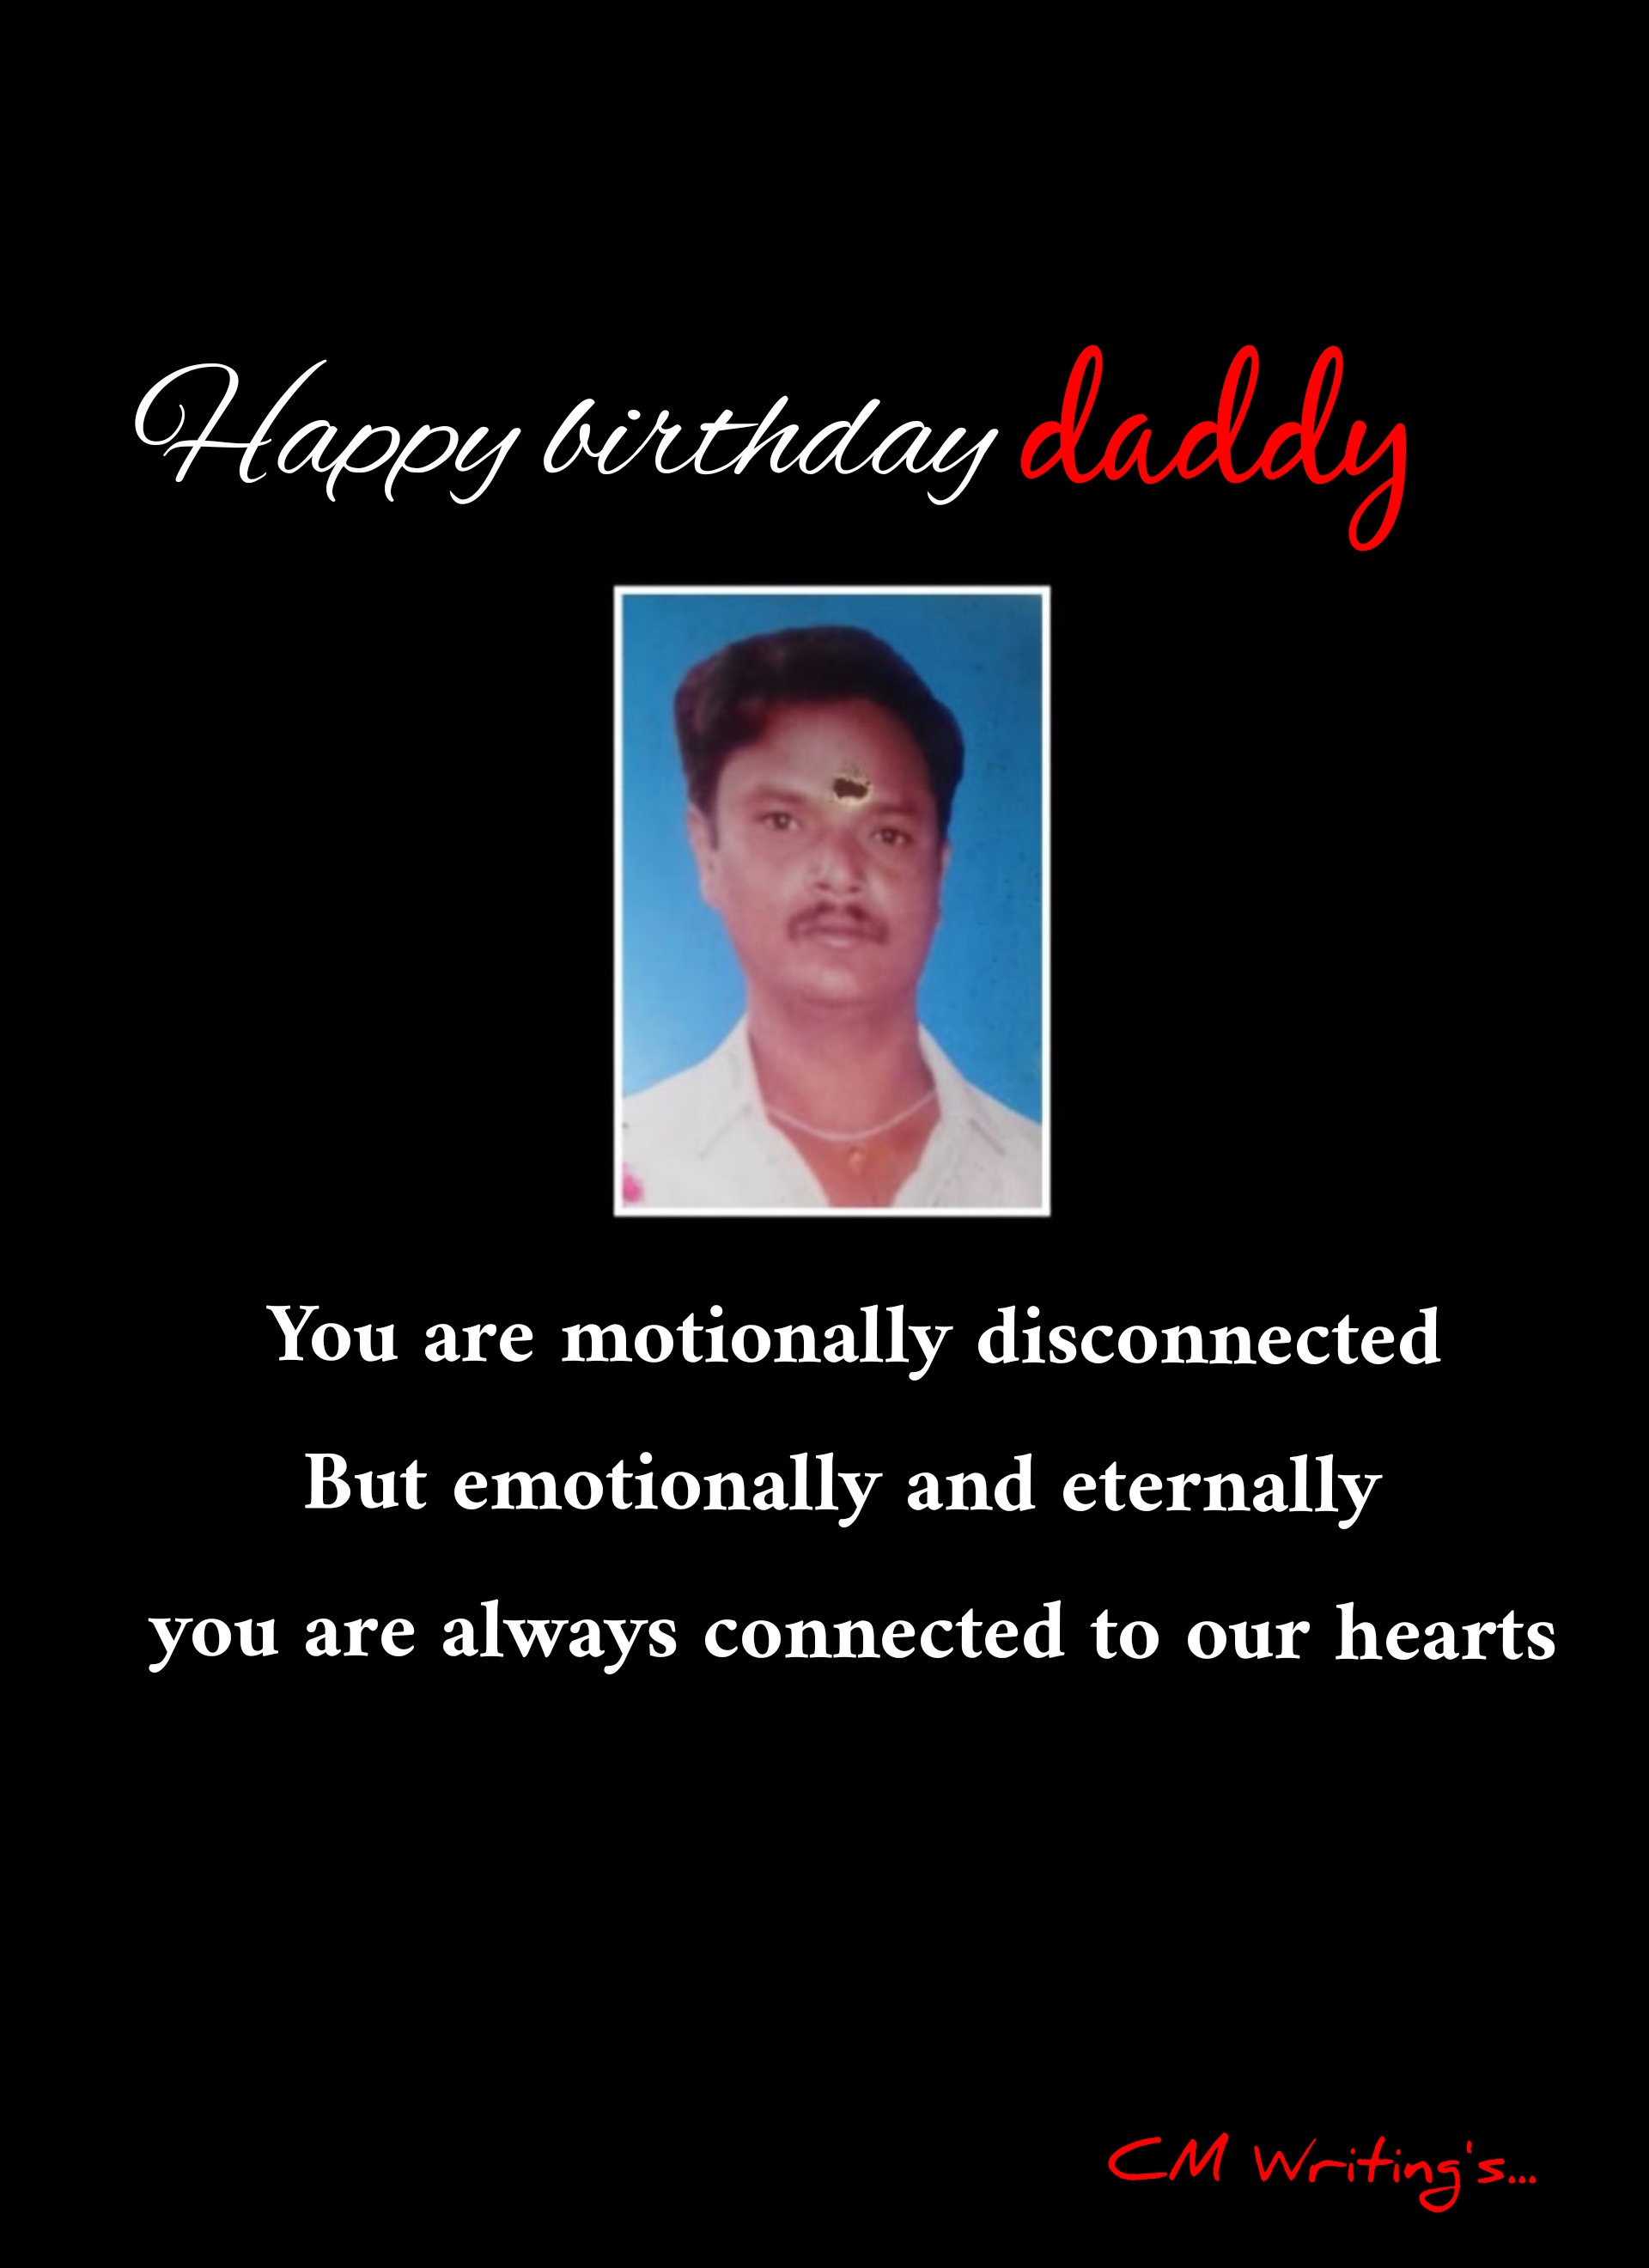 Happy birthday daddy
You are motionally disconnected
But emotionally and eternally
you are always connected to our hearts
CM Writing's...